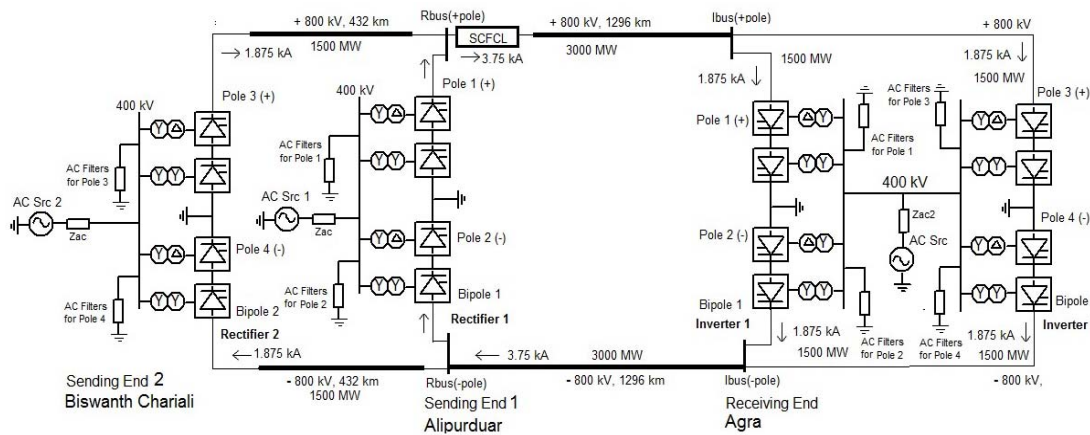 + 800 kV, 432 km
Rbus(+pole)
+ 800 kV, 1296 km
Ibus(+pole)
+ 800 kV
SCFCL
1.875 kA
1500 MW
3.75 kA
3000 MW
1.875 kA
1500 MW
1.875 kA
1500 MW
Pole 3 (+)
400 kV
Pole 1 (+)
400 kV
AC Filters
for Pole 3
AC Filters
for Pole 1
Pole 1 (+)
AC Filters
for Pole 1
AC Filters
for Pole 3
Pole 3 (+)
Y Y Y Y
AC Src 2
Zac
AC Src 1
Zac
400 kV
Zac2
AC Src
Pole 4 (-)
Pole 2 (-)
Pole 2 (-)
Pole 4 (-)
AC Filters
for Pole 4
Bipole 2
AC Filters
for Pole 2
Bipole 1
Bipole 1
Bipole
Rectifier 2
Rectifier 1
Inverter 1
Inverter
AC Filters
for Pole 2
AC Filters
for Pole 4
1.875 kA
3.75 kA
3000 MW
1.875 kA
1500 MW
1.875 kA
1500 MW
- 800 kV, 432 km
1500 MW
Rbus(-pole)
- 800 kV, 1296 km
Ibus(-pole)
- 800 kV,
Sending End 2
Biswanth Chariali
Sending End 1
Alipurduar
Receiving End
Agra